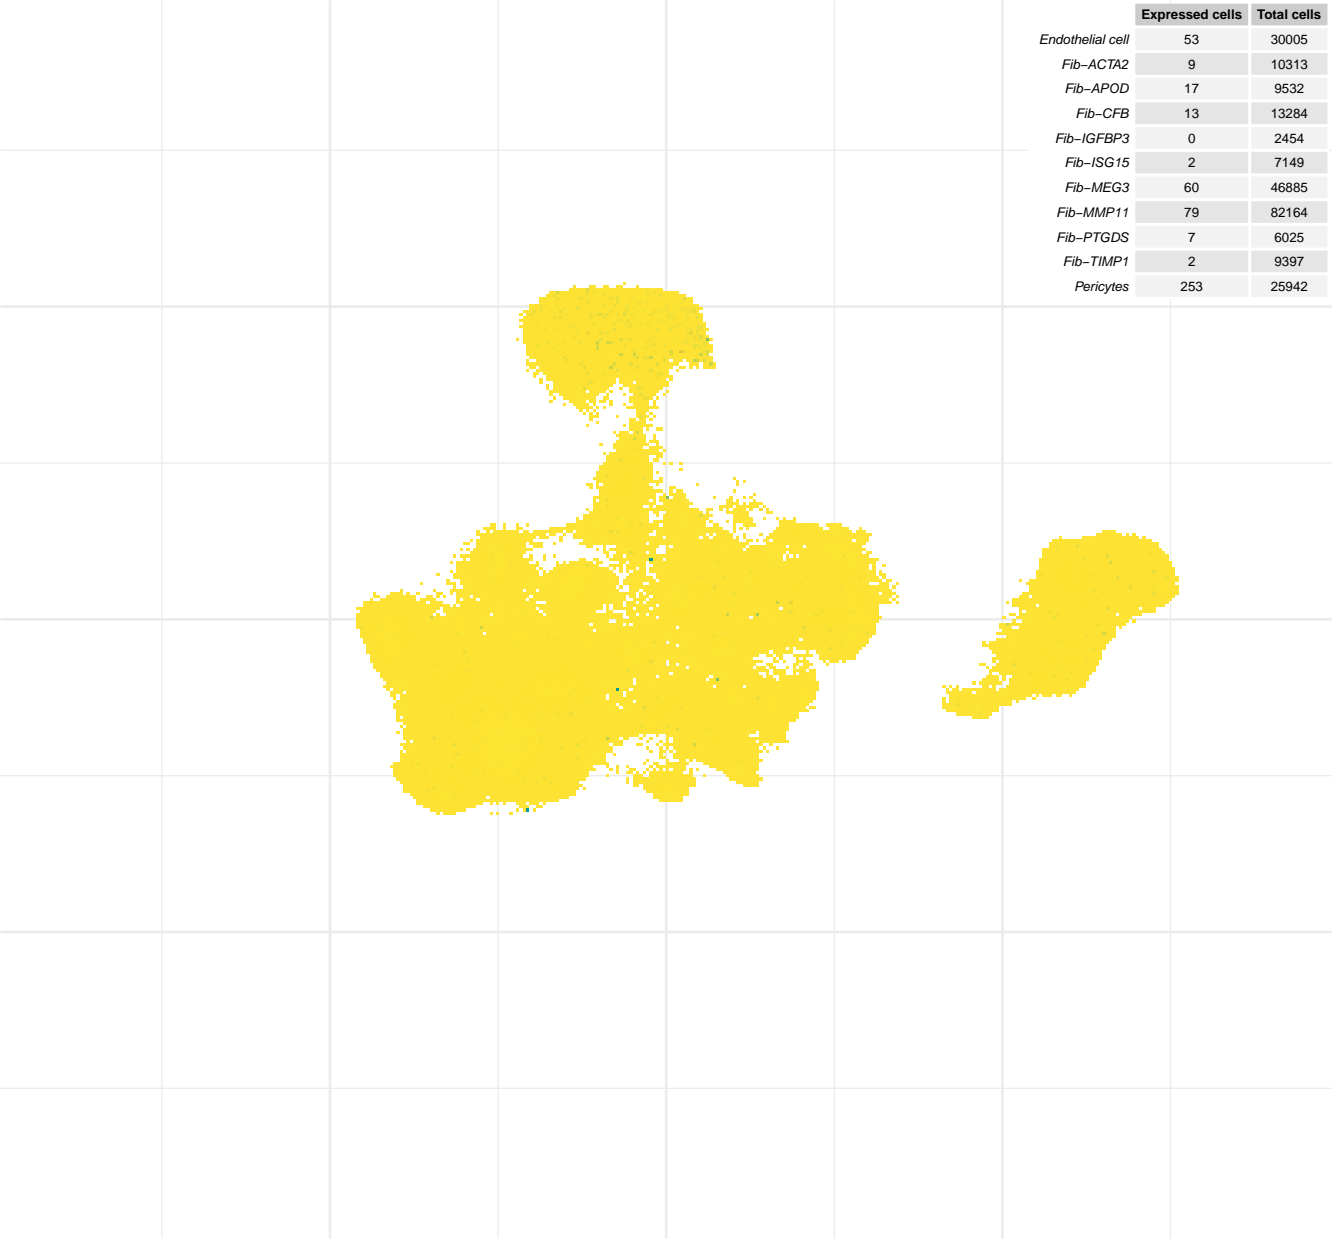 Expressed cells Total cells
Endothelial cell 53 30005
Fib−ACTA2 9 10313
Fib−APOD 17 9532
Fib−CFB 13 13284
Fib−IGFBP3 0 2454
Fib−ISG15 2 7149
Fib−MEG3 60 46885
Fib−MMP11 79 82164
Fib−PTGDS 7 6025
Fib−TIMP1 2 9397
Pericytes 253 25942